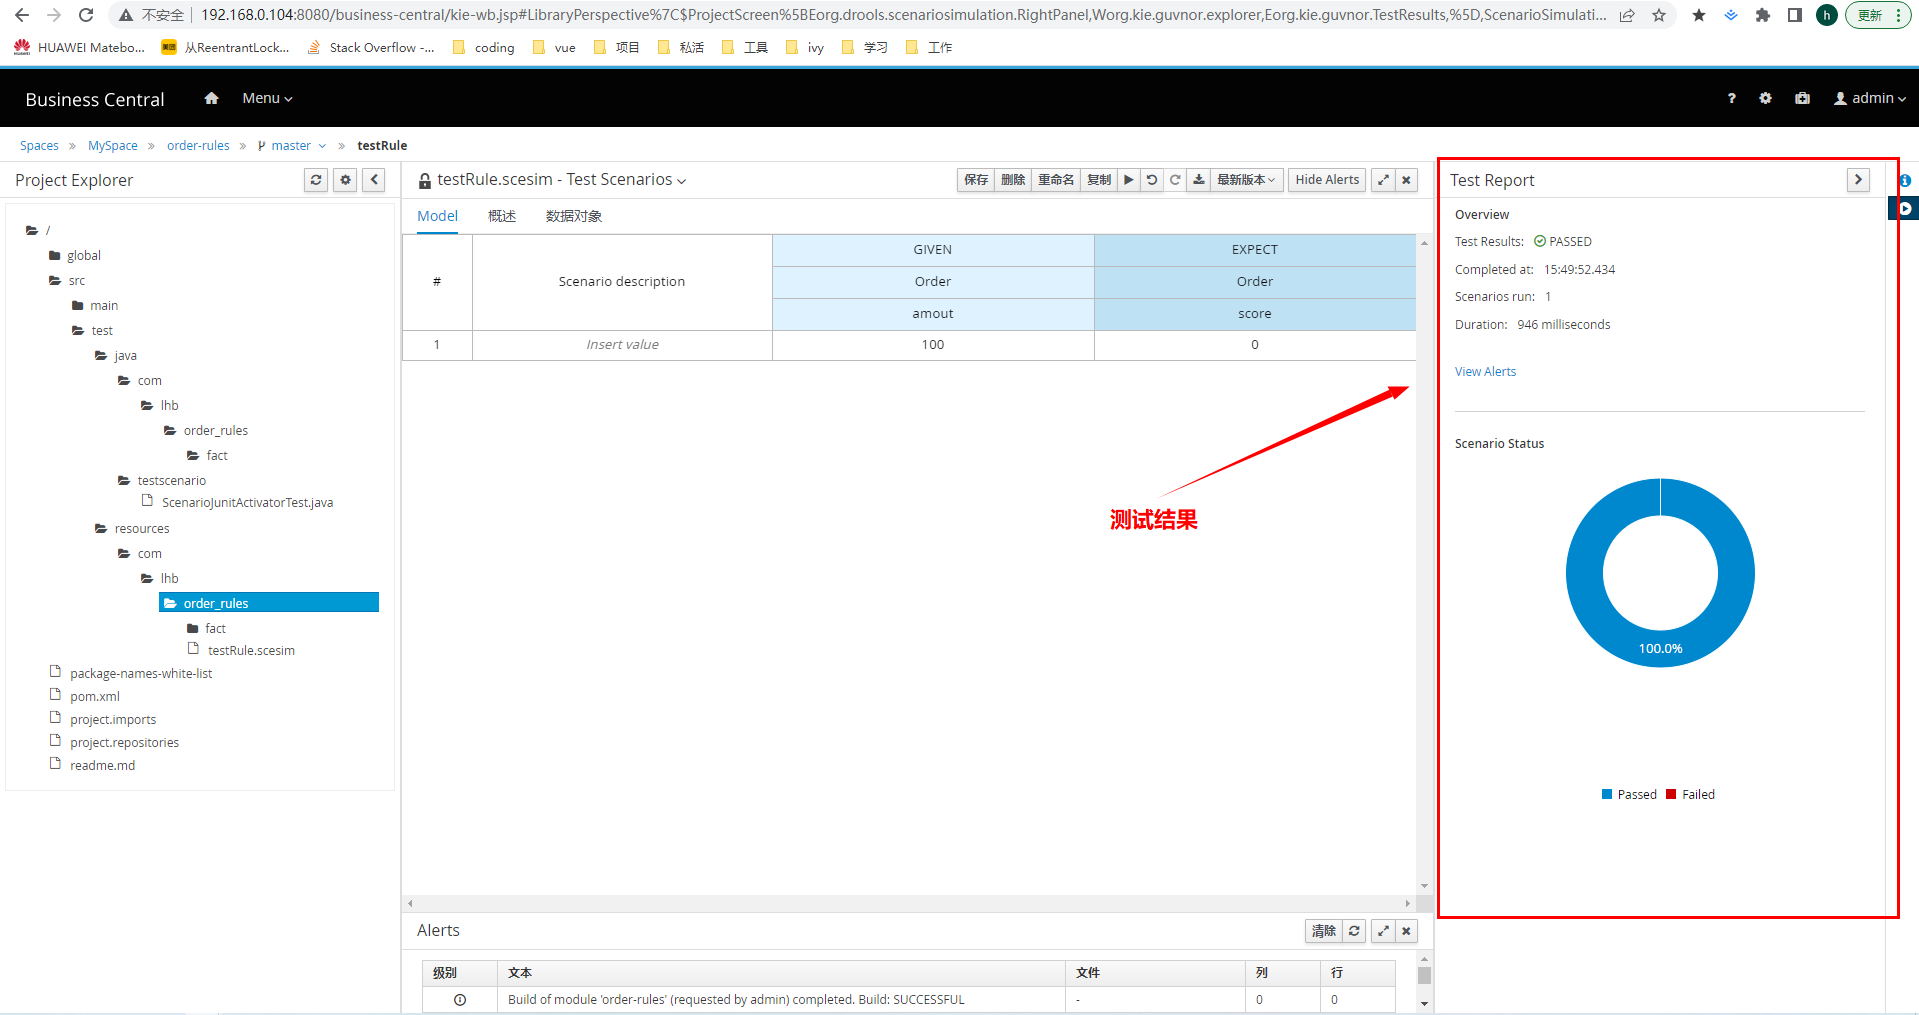 不安全 192.168.0.104:8080/business-central/kie-wb.jsp#LibraryPerspective%7C$ProjectScreen%5BEorg.drools.scenariosimulation.RightPanel,Worg.kie.guvnor.explorer,Eorg.kie.guvnor.TestResults,%5D,ScenarioSimulati... h 更新
HUAWEI Matebo... 美团 从ReentrantLock... Stack Overflow -... coding vue 项目 私活 工具 ivy 学习 工作
Business Central Menu ? admin
Spaces » MySpace » order-rules » master » testRule
Project Explorer
/
global
src
main
test
java
com
lhb
order_rules
fact
testscenario
ScenarioJunitActivatorTest.java
resources
com
lhb
order_rules
fact
testRule.scesim
package-names-white-list
pom.xml
project.imports
project.repositories
readme.md
testRule.scesim - Test Scenarios
保存 删除 重命名 复制 最新版本 Hide Alerts
Model 概述 数据对象
# Scenario description GIVEN EXPECT
Order Order
amout score
1 Insert value 100 0
测试结果
Alerts
清除
级别 文本 文件 列 行
Build of module 'order-rules' (requested by admin) completed. Build: SUCCESSFUL - 0 0
Test Report
Overview
Test Results: PASSED
Completed at: 15:49:52.434
Scenarios run: 1
Duration: 946 milliseconds
View Alerts
Scenario Status
100.0%
Passed Failed